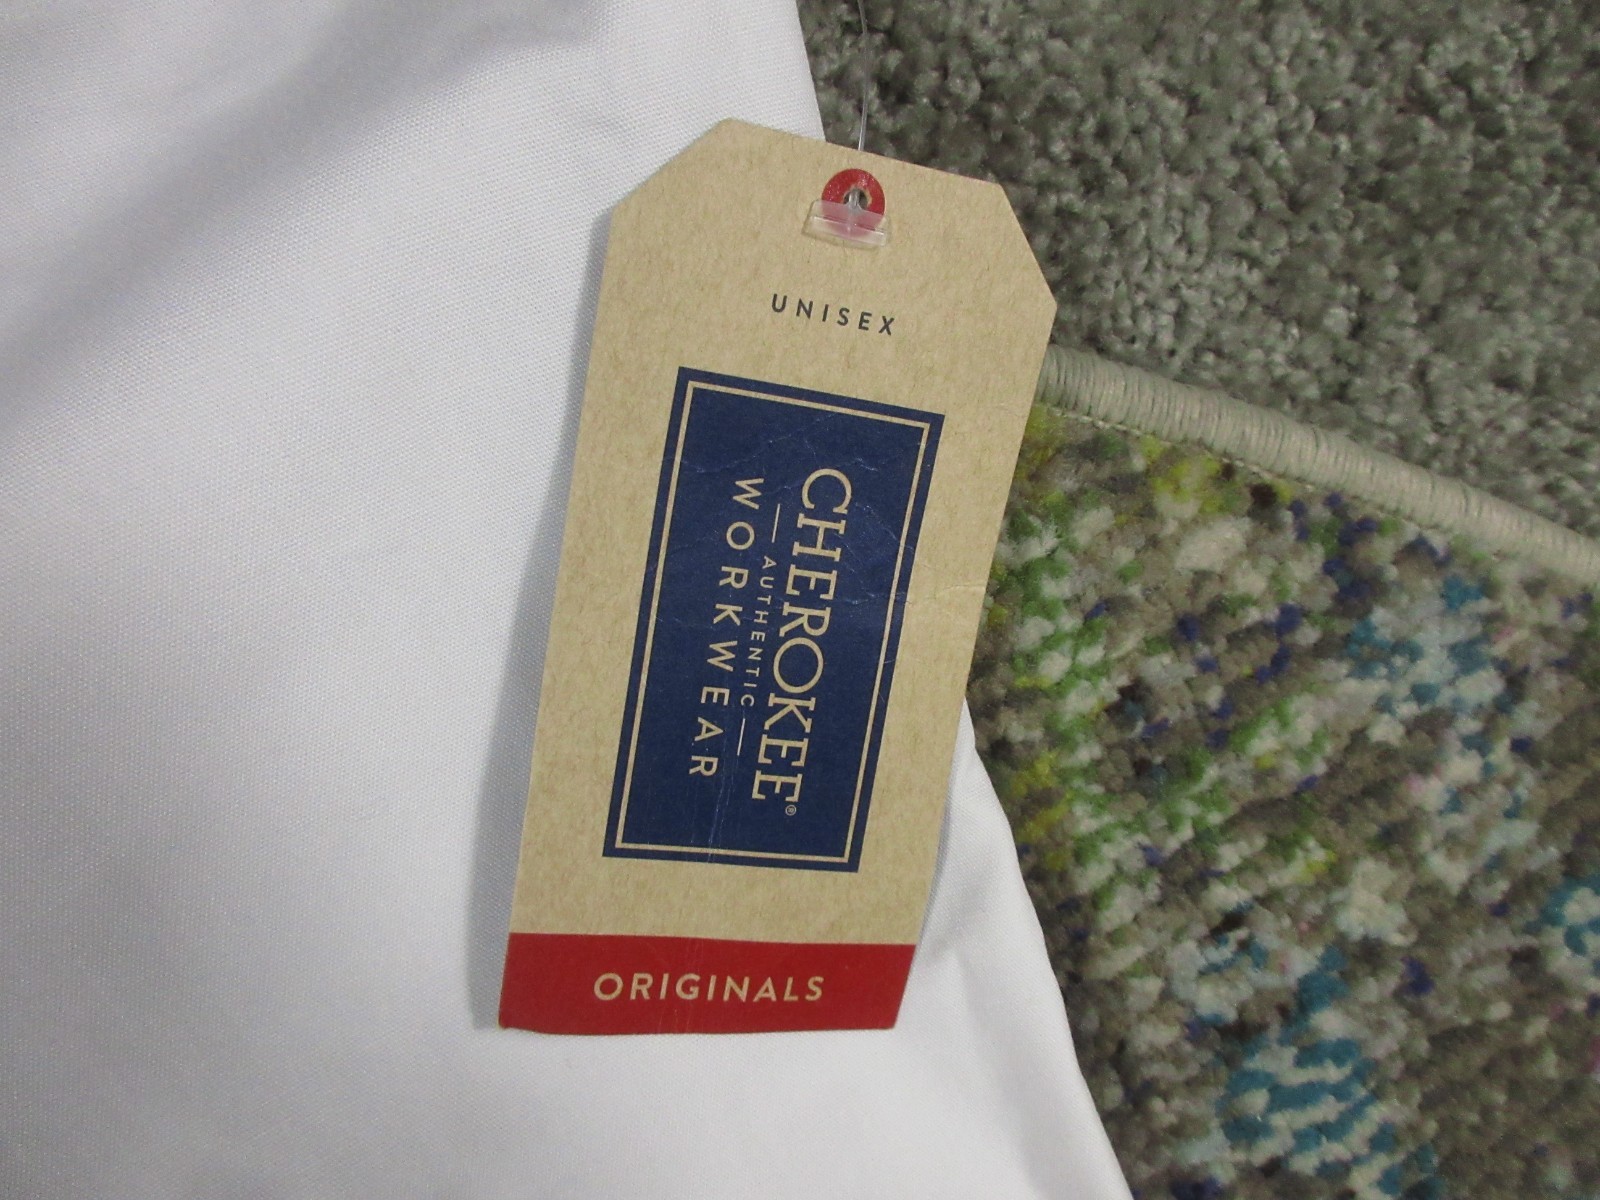 UNISEX
CHEROKEE®
AUTHENTIC
WORKWEAR
ORIGINALS